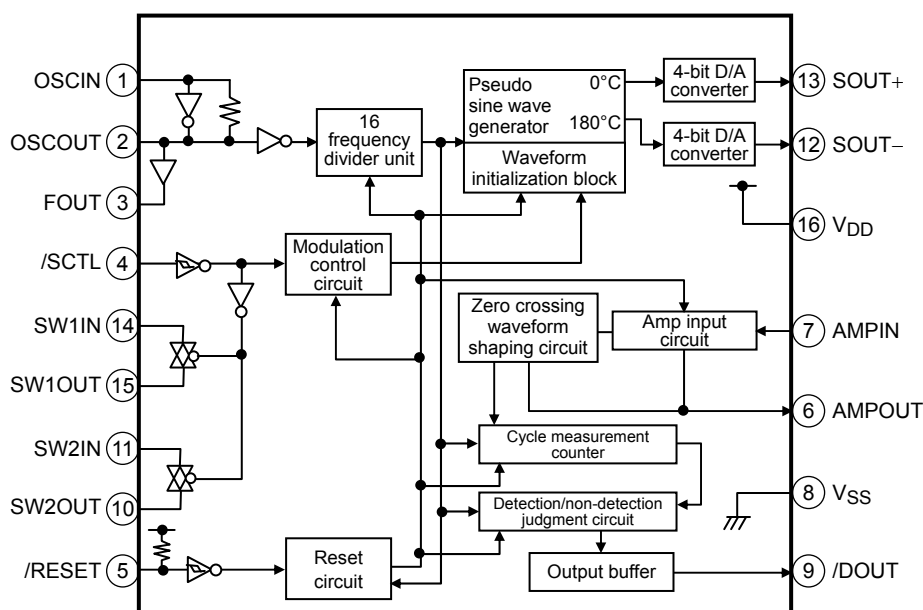 OSCIN 1
OSCOUT 2
FOUT 3
/SCTL 4
SW1IN 14
SW1OUT 15
SW2IN 11
SW2OUT 10
/RESET 5
16
frequency
divider unit
Pseudo
sine wave
generator
0°C
180°C
Waveform
initialization block
4-bit D/A
converter
4-bit D/A
converter
Modulation
control
circuit
Zero crossing
waveform
shaping circuit
Amp input
circuit
Cycle measurement
counter
Detection/non-detection
judgment circuit
Reset
circuit
Output buffer
13 SOUT+
12 SOUT−
16 VDD
7 AMPIN
6 AMPOUT
8 VSS
9 /DOUT